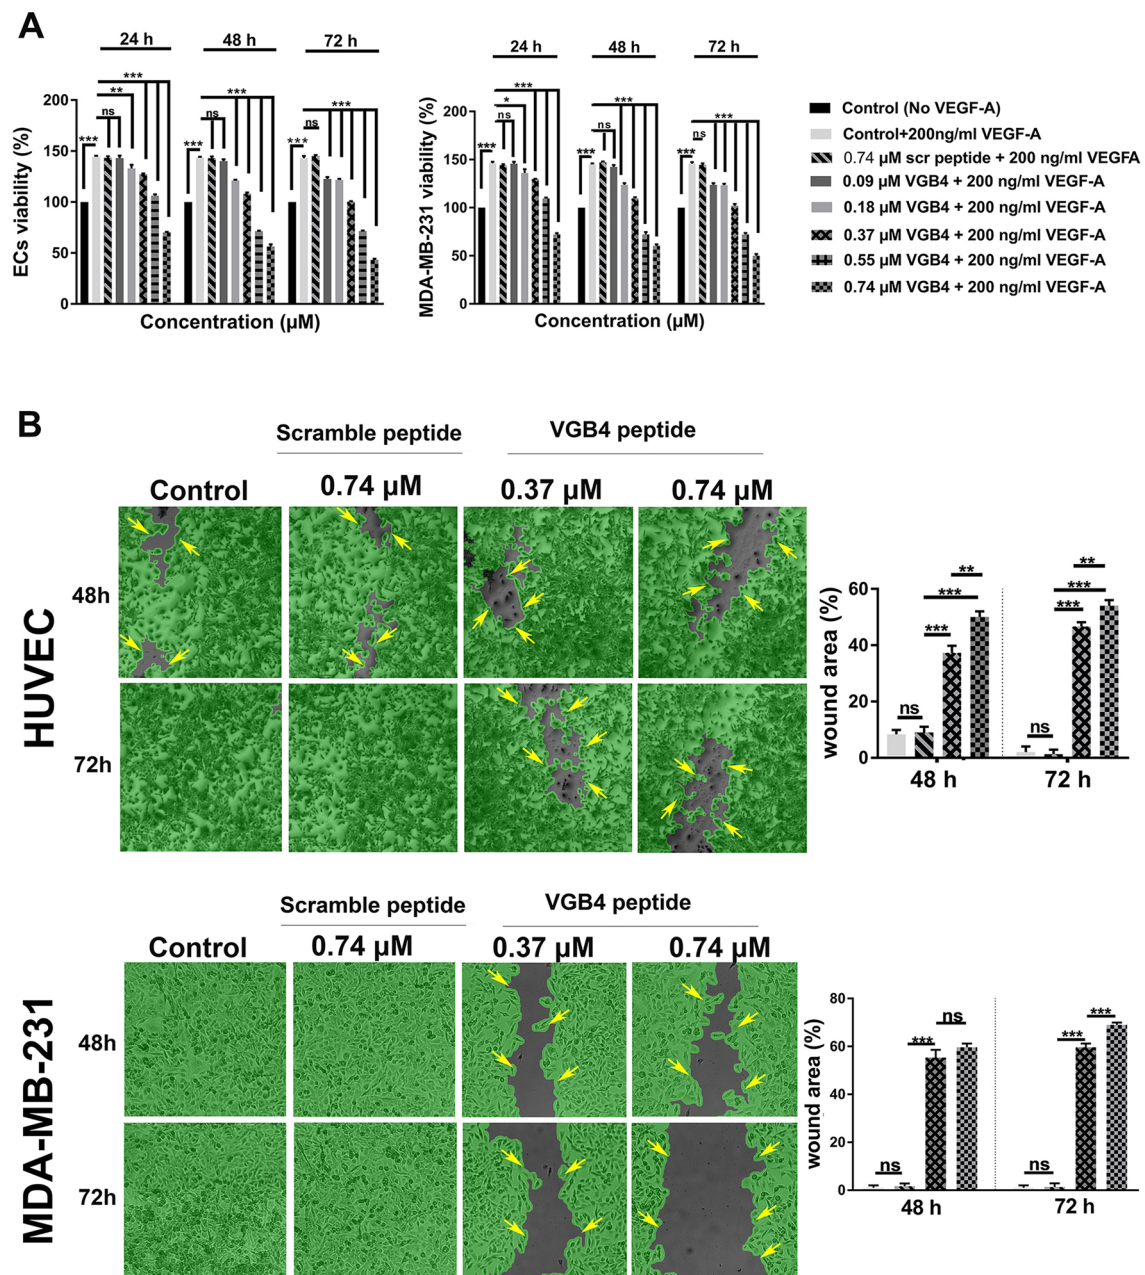 A
24 h
48 h
72 h
***
**
ns
***
***
ns
***
***
ns
***
ECs viability (%)
200
150
100
50
0
Concentration (µM)
24 h
48 h
72 h
***
*
ns
***
***
ns
***
***
ns
***
MDA-MB-231 viability (%)
200
150
100
50
0
Concentration (µM)
Control (No VEGF-A)
Control+200ng/ml VEGF-A
0.74 µM scr peptide + 200 ng/ml VEGFA
0.09 µM VGB4 + 200 ng/ml VEGF-A
0.18 µM VGB4 + 200 ng/ml VEGF-A
0.37 µM VGB4 + 200 ng/ml VEGF-A
0.55 µM VGB4 + 200 ng/ml VEGF-A
0.74 µM VGB4 + 200 ng/ml VEGF-A
B
HUVEC
Scramble peptide
VGB4 peptide
Control
0.74 µM
0.37 µM
0.74 µM
48h
72h
wound area (%)
60
40
20
0
ns
***
***
**
ns
***
***
**
48 h
72 h
MDA-MB-231
Scramble peptide
VGB4 peptide
Control
0.74 µM
0.37 µM
0.74 µM
48h
72h
wound area (%)
80
60
40
20
0
ns
***
ns
ns
***
***
48 h
72 h